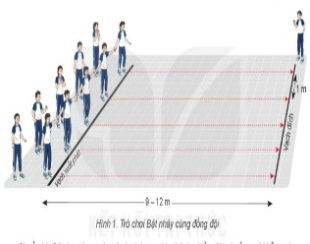 1 m
Vạch xuất phát
Vạch đích
9 – 12 m
Hình 1. Trò chơi Bật nhảy cùng đồng đội